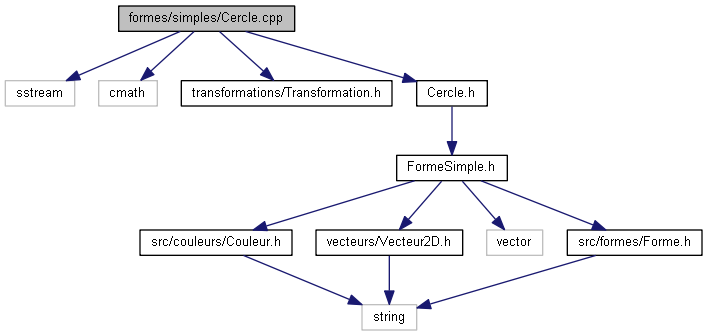 formes/simples/Cercle.cpp
sstream
cmath
transformations/Transformation.h
Cercle.h
FormeSimple.h
src/couleurs/Couleur.h
vecteurs/Vecteur2D.h
vector
src/formes/Forme.h
string